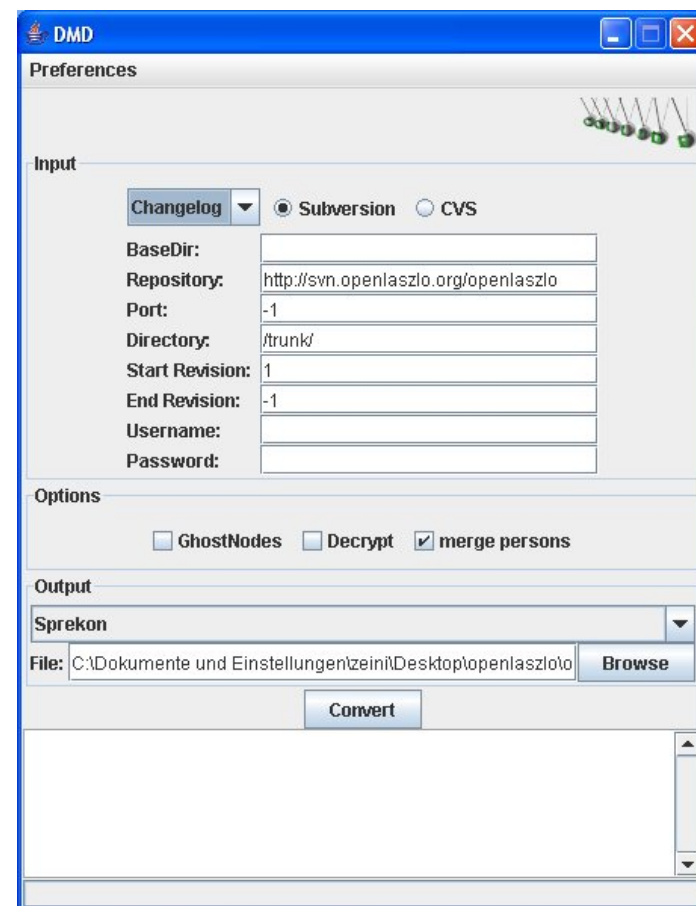 DMD
Preferences
Input
Changelog Subversion CVS
BaseDir:
Repository: http://svn.openlaszlo.org/openlaszlo
Port: -1
Directory: /trunk/
Start Revision: 1
End Revision: -1
Username:
Password:
Options
GhostNodes Decrypt merge persons
Output
Sprekon
File: C:\Dokumente und Einstellungen\zeini\Desktop\openlaszlo\o Browse
Convert